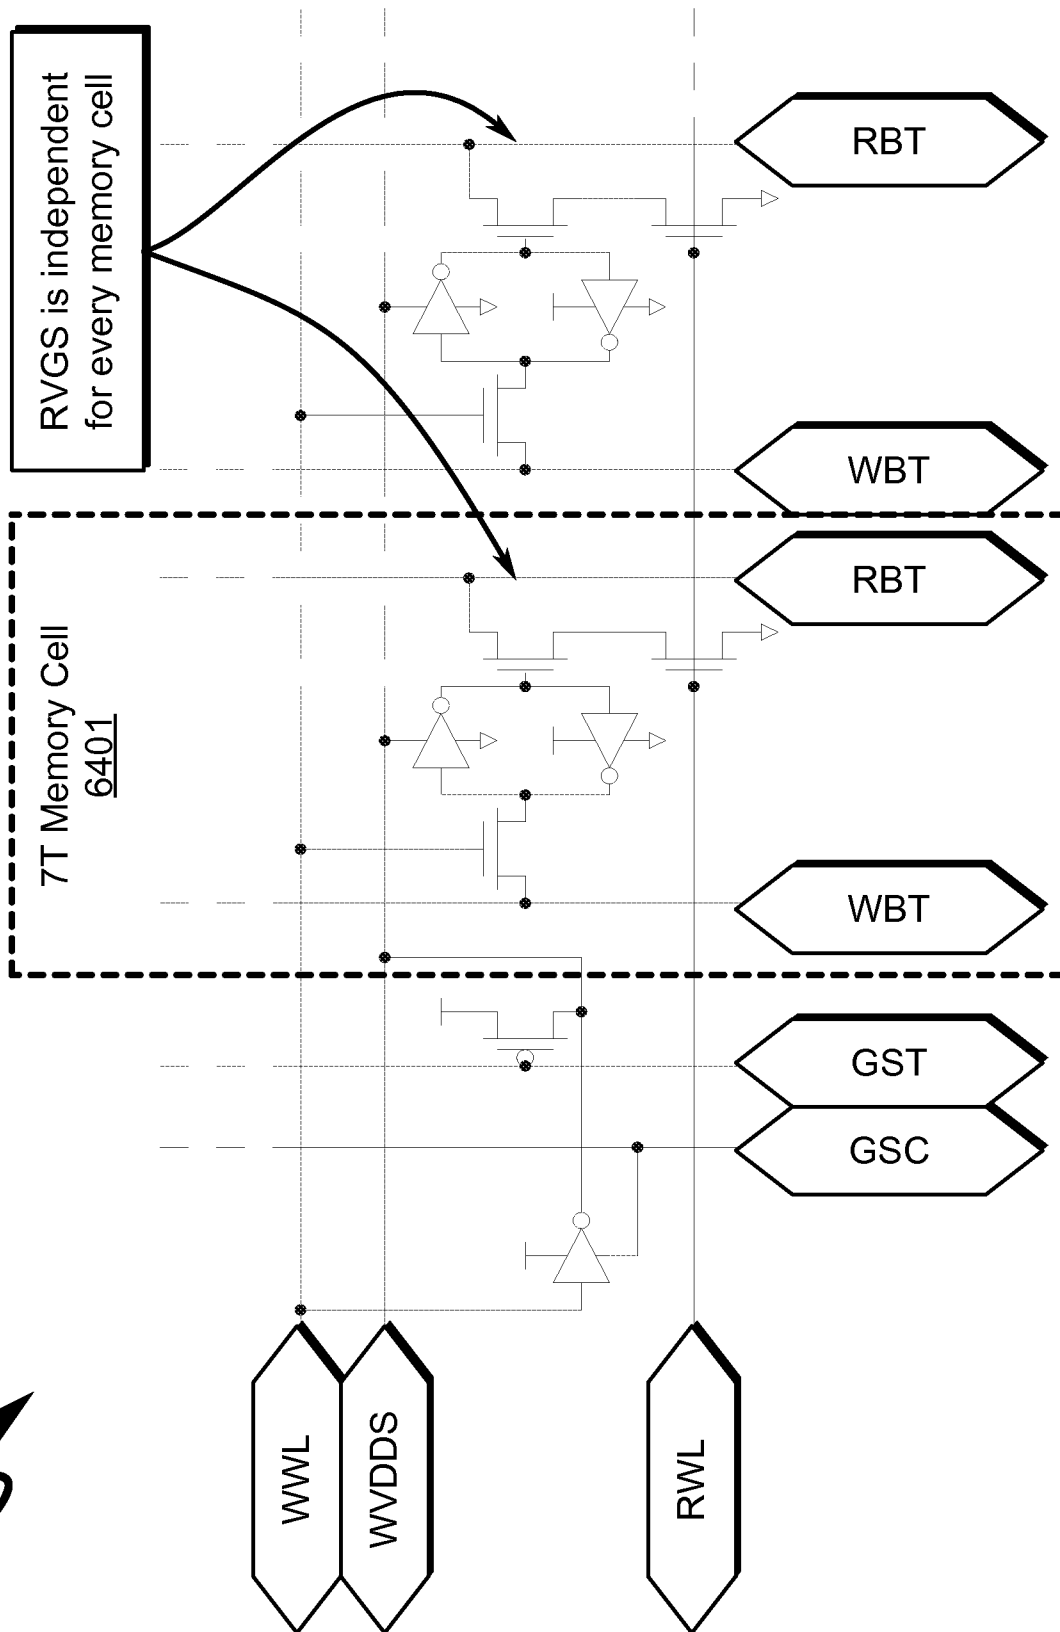 RVGS is independent
for every memory cell
7T Memory Cell
6401
RBT
WBT
RBT
WBT
GST
GSC
WWL
WVDDS
RWL